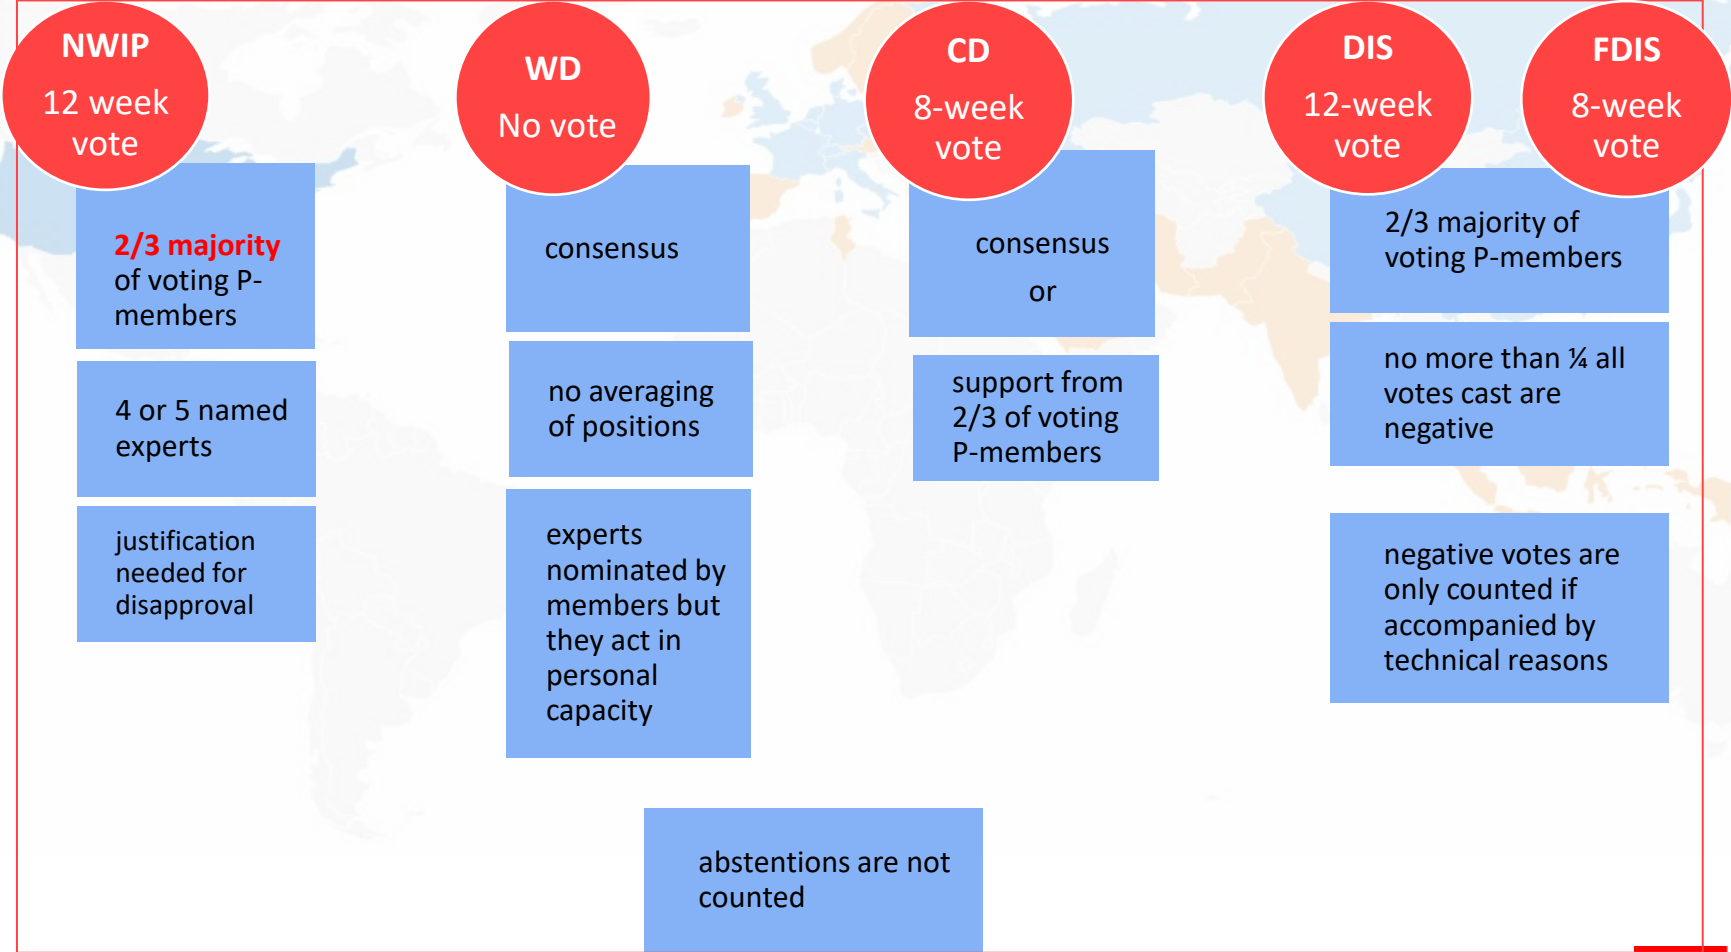 NWIP
12 week
vote
2/3 majority
of voting P-
members
4 or 5 named
experts
justification
needed for
disapproval
WD
No vote
consensus
no averaging
of positions
experts
nominated by
members but
they act in
personal
capacity
CD
8-week
vote
consensus
or
support from
2/3 of voting
P-members
DIS
12-week
vote
FDIS
8-week
vote
2/3 majority of
voting P-members
no more than ¼ all
votes cast are
negative
negative votes are
only counted if
accompanied by
technical reasons
abstentions are not
counted